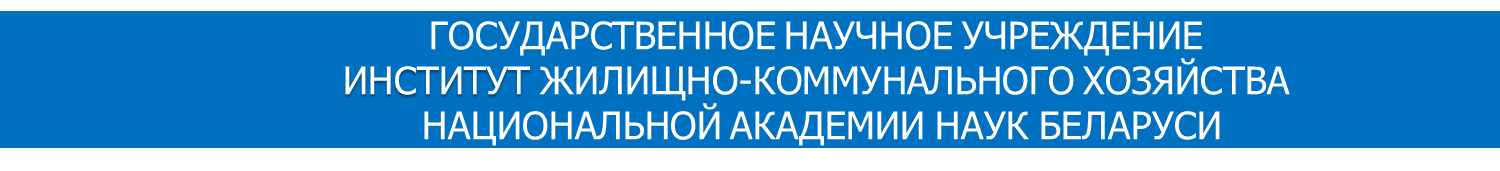 ГОСУДАРСТВЕННОЕ НАУЧНОЕ УЧРЕЖДЕНИЕ
ИНСТИТУТ ЖИЛИЩНО-КОММУНАЛЬНОГО ХОЗЯЙСТВА
НАЦИОНАЛЬНОЙ АКАДЕМИИ НАУК БЕЛАРУСИ